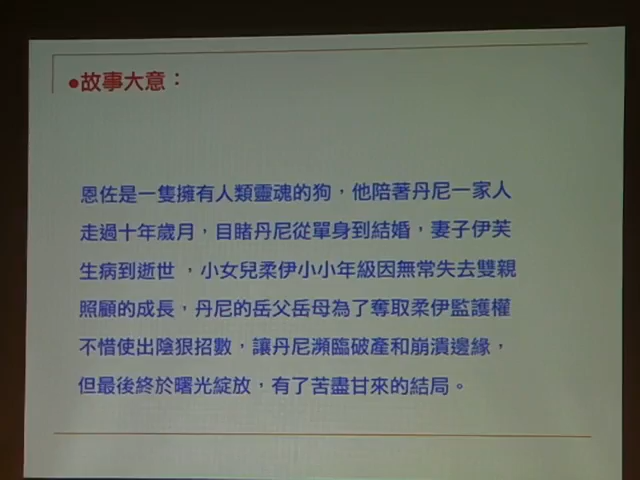 ●故事大意：
恩佐是一隻擁有人類靈魂的狗，他陪著丹尼一家人
走過十年歲月，目睹丹尼從單身到結婚，妻子伊芙
生病到逝世，小女兒柔伊小小年級因無常失去雙親
照顧的成長，丹尼的岳父岳母為了奪取柔伊監護權
不惜使出陰狠招數，讓丹尼瀕臨破產和崩潰邊緣，
但最後終於曙光綻放，有了苦盡甘來的結局。